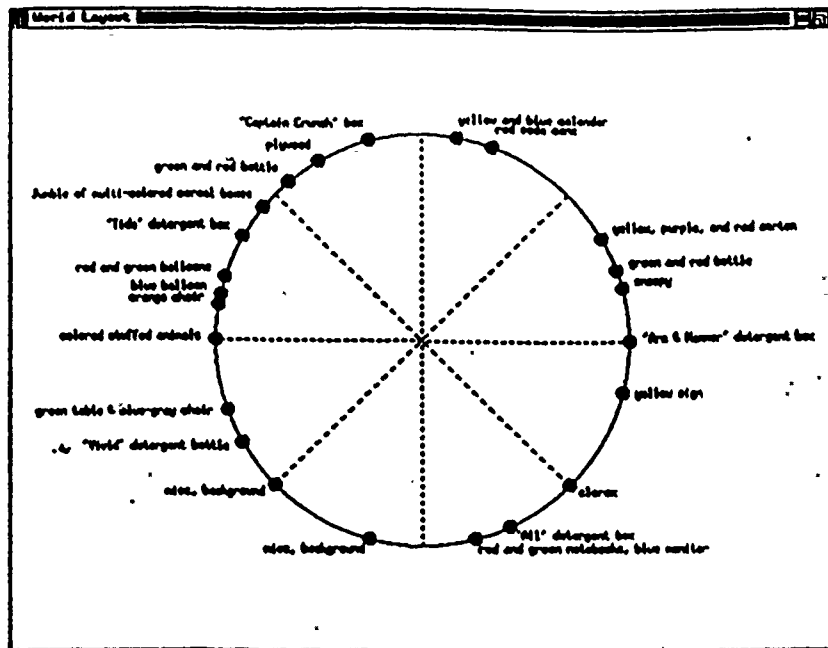 World Layout
"Captain Crunch" box
yellow and blue calendar
red soda cans
plywood
green and red bottle
Jumble of multi-colored cereal boxes
"Tide" detergent box
yellow, purple, and red carton
red and green balloons
green and red bottle
snoopy
blue balloon
orange chair
colored stuffed animals
"Arm & Hammer" detergent box
yellow sign
green table & blue-gray chair
"Vivid" detergent bottle
misc. background
clorox
misc. background
"All" detergent box
red and green notebooks, blue